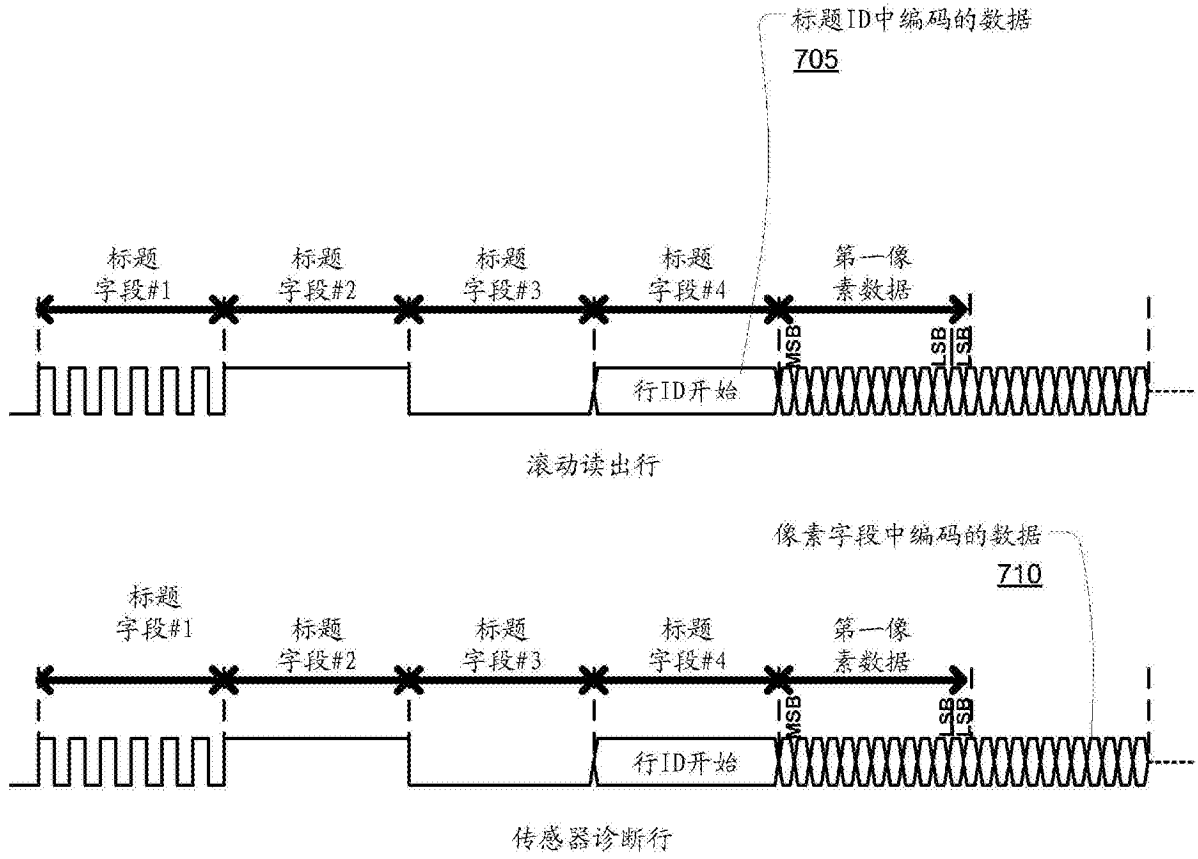 标题ID中编码的数据
705
标题
字段#1
标题
字段#2
标题
字段#3
标题
字段#4
第一像
素数据
MSB
LSB
LSB
行ID开始
滚动读出行
像素字段中编码的数据
710
标题
字段#1
标题
字段#2
标题
字段#3
标题
字段#4
第一像
素数据
MSB
LSB
LSB
行ID开始
传感器诊断行